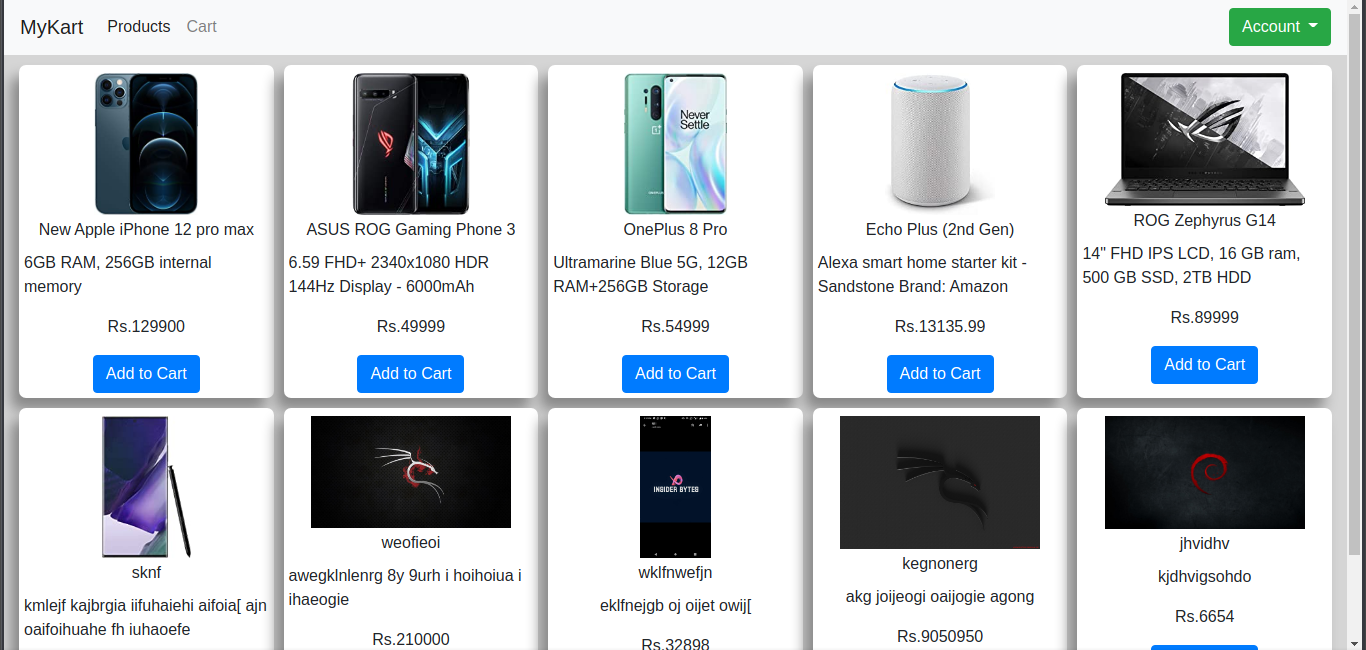 MyKart Products Cart Account
Never
Settle
New Apple iPhone 12 pro max
6GB RAM, 256GB internal
memory
Rs.129900
Add to Cart
ASUS ROG Gaming Phone 3
6.59 FHD+ 2340x1080 HDR
144Hz Display - 6000mAh
Rs.49999
Add to Cart
OnePlus 8 Pro
Ultramarine Blue 5G, 12GB
RAM+256GB Storage
Rs.54999
Add to Cart
Echo Plus (2nd Gen)
Alexa smart home starter kit -
Sandstone Brand: Amazon
Rs.13135.99
Add to Cart
ROG Zephyrus G14
14" FHD IPS LCD, 16 GB ram,
500 GB SSD, 2TB HDD
Rs.89999
Add to Cart
sknf
kmlejf kajbrgia iifuhaiehi aifoia[ ajn
oaifoihuahe fh iuhaoefe
weofieoi
awegklnlenrg 8y 9urh i hoihoiua i
ihaeogie
Rs.210000
INSIDER BYTES
wklfnwefjn
eklfnejgb oj oijet owij[
Rs.32898
kegnonerg
akg joijeogi oaijogie agong
Rs.9050950
jhvidhv
kjdhvigsohdo
Rs.6654